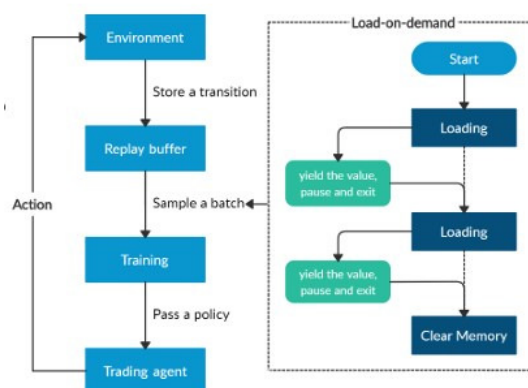 Load-on-demand
Environment
Start
Store a transition
Loading
Replay buffer
yield the value,
pause and exit
Action
Sample a batch
Loading
Training
yield the value,
pause and exit
Pass a policy
Clear Memory
Trading agent